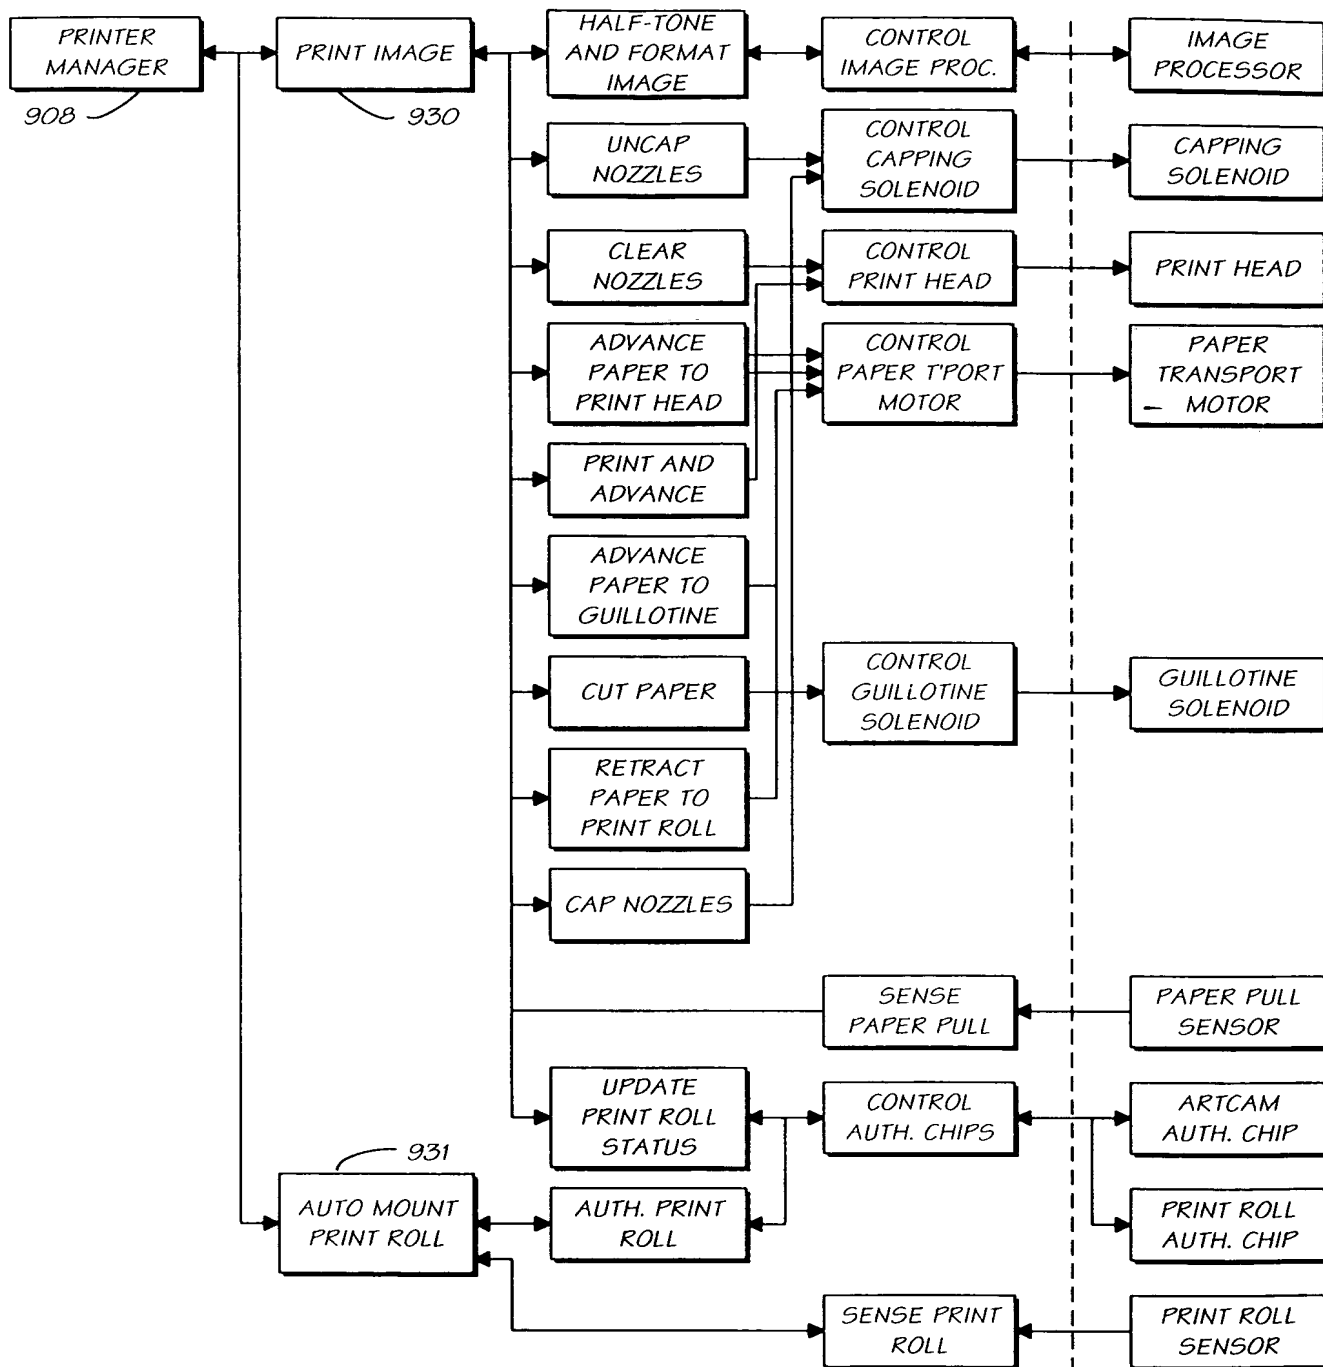 PRINTER
MANAGER
908
PRINT IMAGE
930
HALF-TONE
AND FORMAT
IMAGE
CONTROL
IMAGE PROC.
IMAGE
PROCESSOR
UNCAP
NOZZLES
CONTROL
CAPPING
SOLENOID
CAPPING
SOLENOID
CLEAR
NOZZLES
CONTROL
PRINT HEAD
PRINT HEAD
ADVANCE
PAPER TO
PRINT HEAD
CONTROL
PAPER T'PORT
MOTOR
PAPER
TRANSPORT
MOTOR
PRINT AND
ADVANCE
ADVANCE
PAPER TO
GUILLOTINE
CUT PAPER
CONTROL
GUILLOTINE
SOLENOID
GUILLOTINE
SOLENOID
RETRACT
PAPER TO
PRINT ROLL
CAP NOZZLES
SENSE
PAPER PULL
PAPER PULL
SENSOR
UPDATE
PRINT ROLL
STATUS
CONTROL
AUTH. CHIPS
ARTCAM
AUTH. CHIP
931
AUTO MOUNT
PRINT ROLL
AUTH. PRINT
ROLL
PRINT ROLL
AUTH. CHIP
SENSE PRINT
ROLL
PRINT ROLL
SENSOR